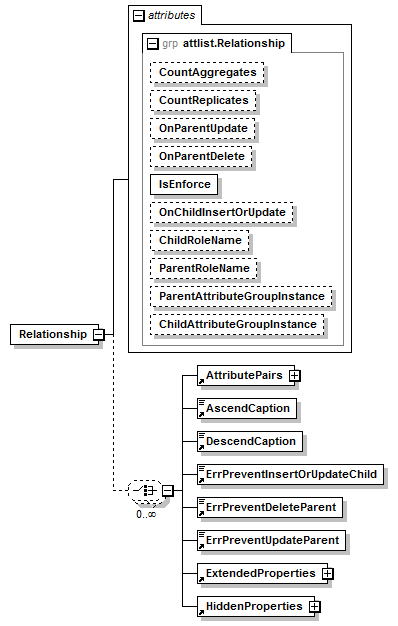 attributes
grp attlist.Relationship
CountAggregates
CountReplicates
OnParentUpdate
OnParentDelete
IsEnforce
OnChildInsertOrUpdate
ChildRoleName
ParentRoleName
ParentAttributeGroupInstance
ChildAttributeGroupInstance
Relationship
AttributePairs
AscendCaption
DescendCaption
ErrPreventInsertOrUpdateChild
0..∞
ErrPreventDeleteParent
ErrPreventUpdateParent
ExtendedProperties
HiddenProperties